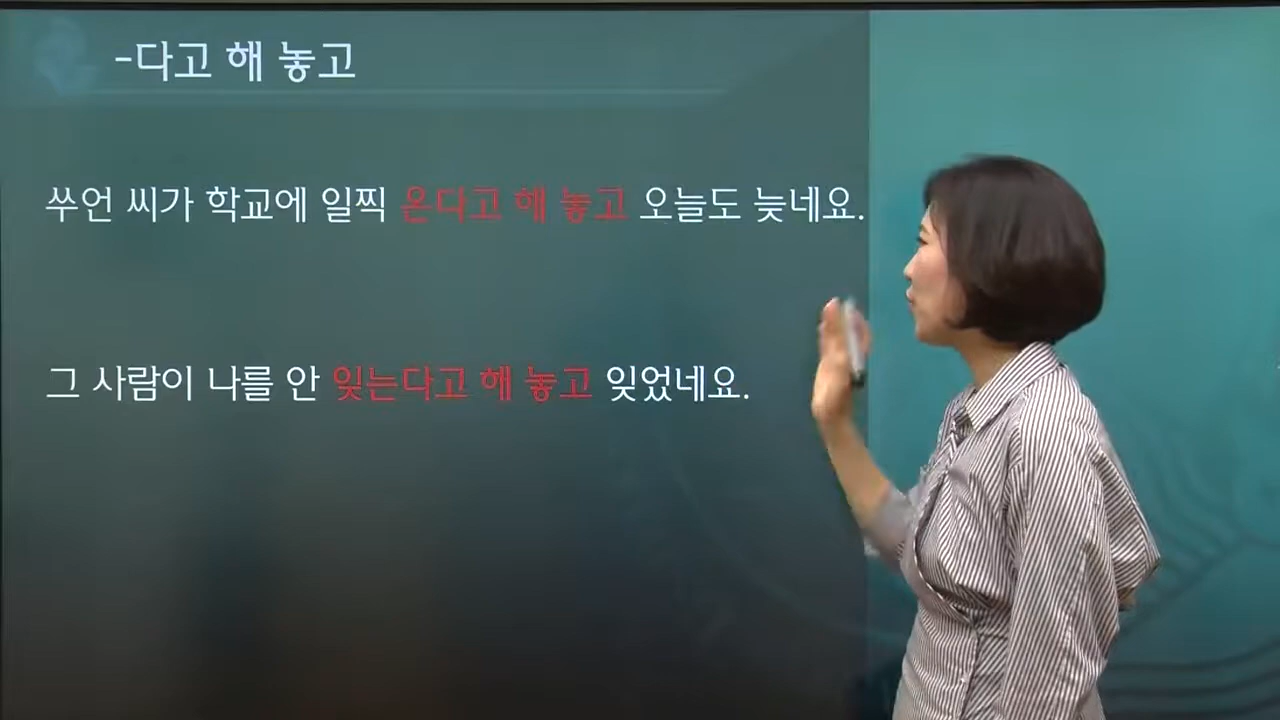 -다고 해 놓고
쑤언 씨가 학교에 일찍 온다고 해 놓고 오늘도 늦네요.
그 사람이 나를 안 잊는다고 해 놓고 잊었네요.